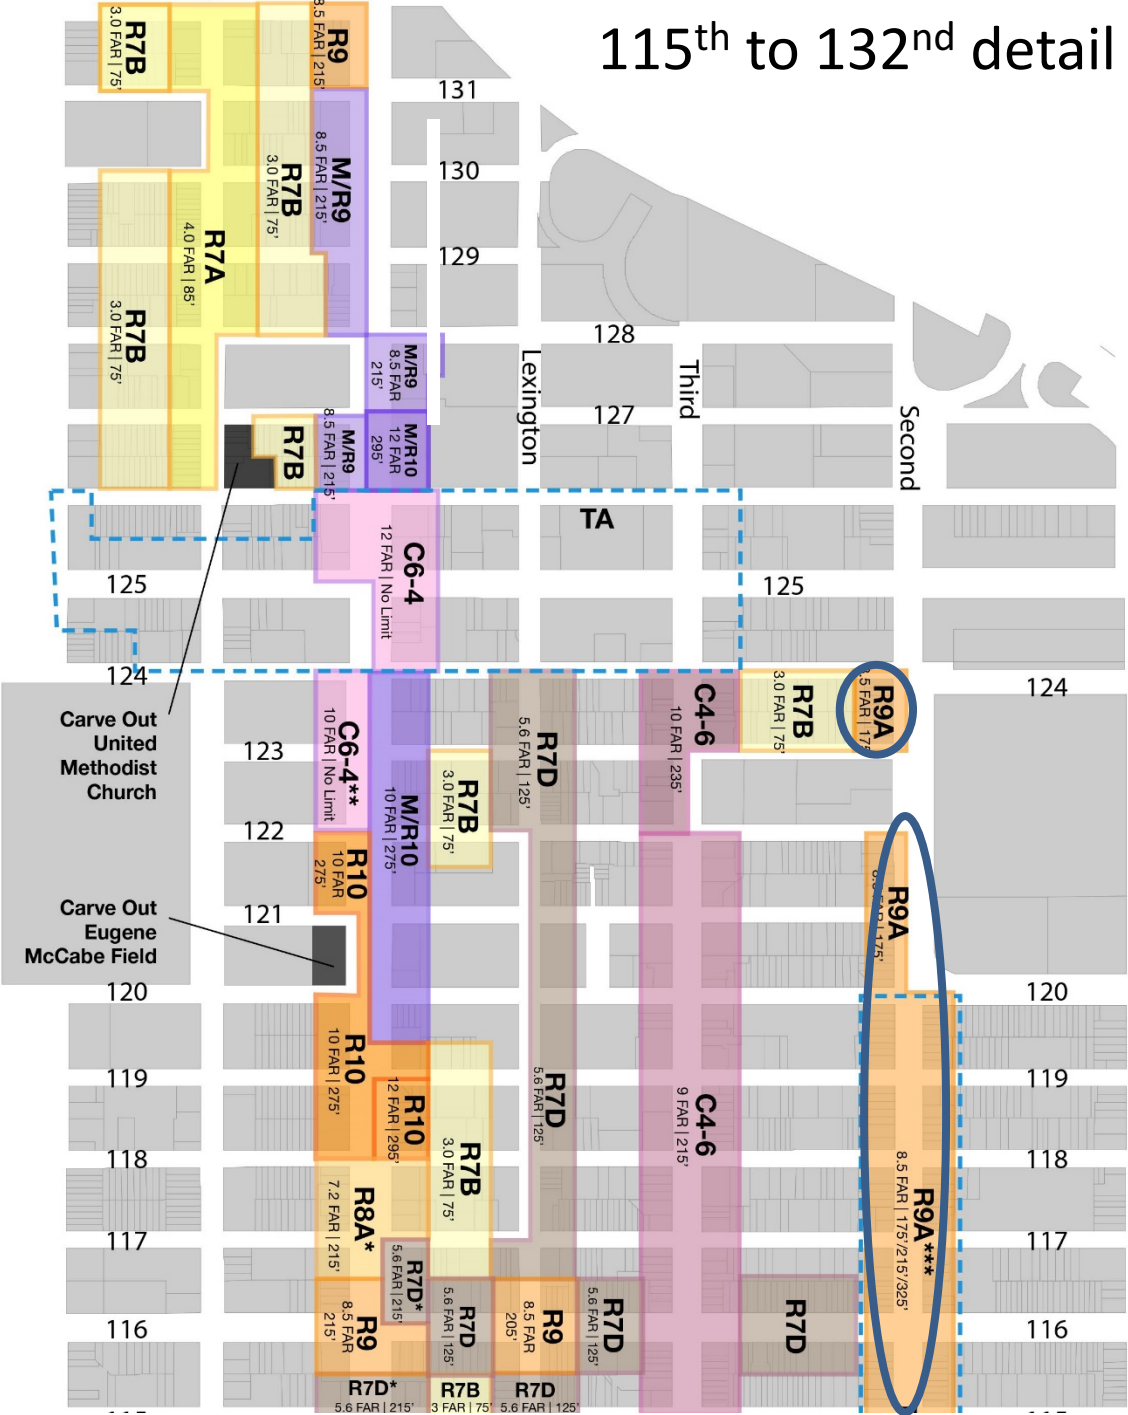 115th to 132nd detail
R7B
3.0 FAR | 75'
8.5 FAR | 215'
R9
131
R7B
3.0 FAR | 75'
M/R9
8.5 FAR | 215'
130
R7A
4.0 FAR | 85'
129
R7B
3.0 FAR | 75'
128
M/R9
8.5 FAR
215'
Lexington
Third
Second
127
R7B
M/R9
8.5 FAR | 215'
M/R10
12 FAR
295'
TA
C6-4
12 FAR | No Limit
125
125
124
124
Carve Out
United
Methodist
Church
123
C6-4**
10 FAR | No Limit
M/R10
10 FAR | 275'
R7B
3.0 FAR | 75'
R7D
5.6 FAR | 125'
C4-6
10 FAR | 235'
R7B
3.0 FAR | 75'
R9A
.5 FAR | 175'
122
R10
10 FAR
275'
Carve Out
Eugene
McCabe Field
121
R9A
8.5 FAR | 175'
120
120
R10
10 FAR | 275'
119
119
R10
12 FAR | 295'
R7D
5.6 FAR | 125'
C4-6
9 FAR | 215'
118
118
R7B
3.0 FAR | 75'
R8A*
7.2 FAR | 215'
R9A***
8.5 FAR | 175'/215'/325'
117
117
R7D*
5.6 FAR | 215'
116
116
R9
8.5 FAR
215'
R7D
5.6 FAR | 125'
R9
8.5 FAR
205'
R7D
5.6 FAR | 125'
R7D
R7D*
5.6 FAR | 215'
R7B
3 FAR | 75'
R7D
5.6 FAR | 125'